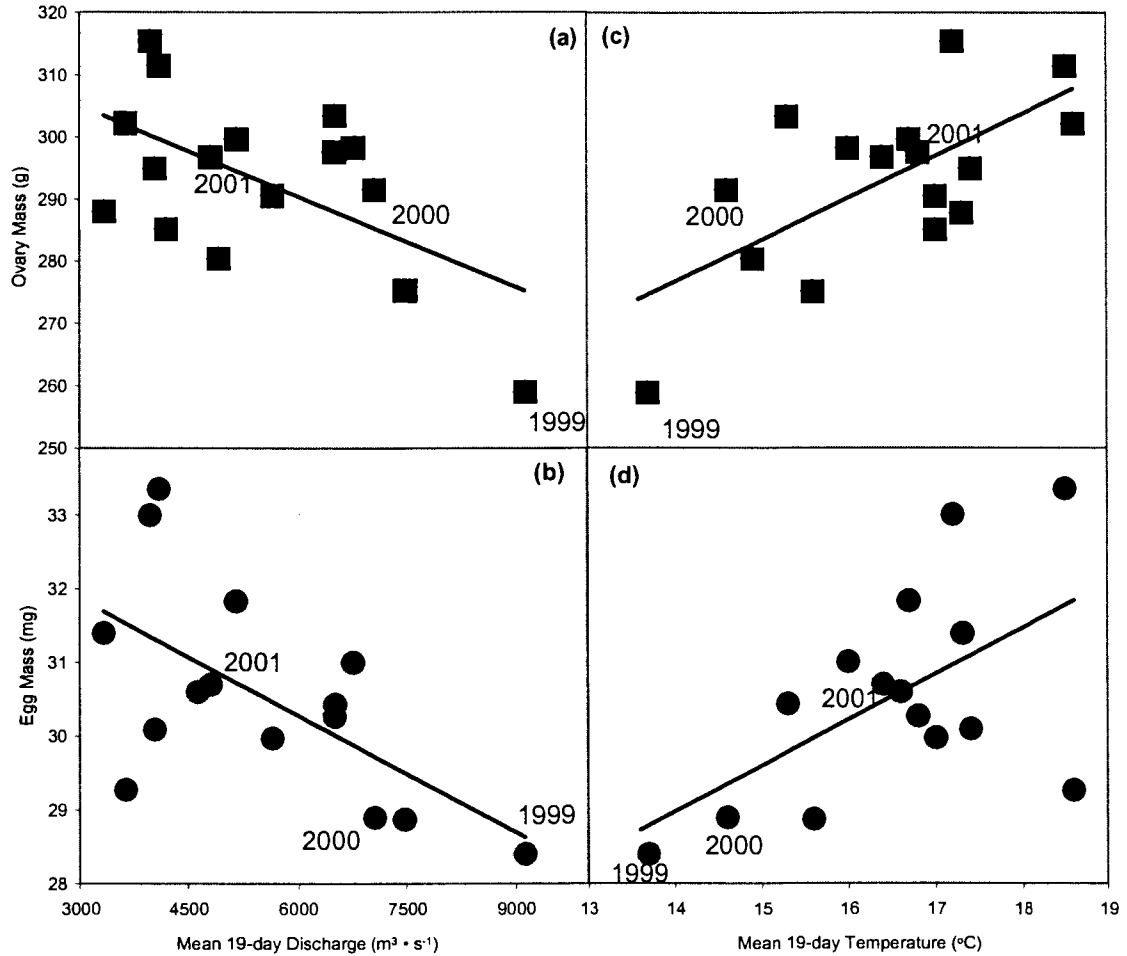 320
310
300
290
280
270
260
250
Ovary Mass (g)
(a)
2001
2000
1999
(c)
2001
2000
1999
33
32
31
30
29
28
Egg Mass (mg)
(b)
2001
2000
1999
(d)
2001
2000
1999
3000 4500 6000 7500 9000
Mean 19-day Discharge (m³ • s⁻¹)
13 14 15 16 17 18 19
Mean 19-day Temperature (ºC)